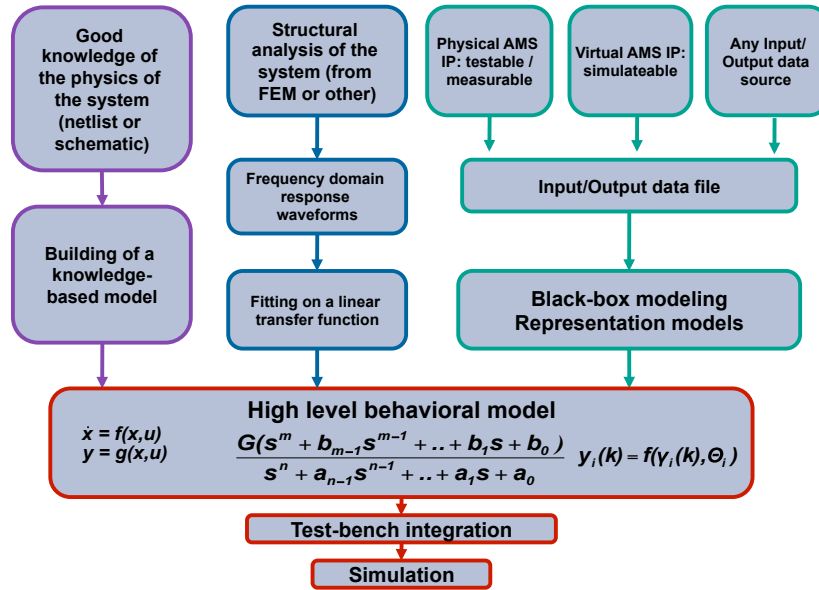 Good
knowledge of
the physics of
the system
(netlist or
schematic)
Building of a
knowledge-
based model
Structural
analysis of the
system (from
FEM or other)
Frequency domain
response
waveforms
Fitting on a linear
transfer function
Physical AMS
IP: testable /
measurable
Virtual AMS IP:
simulateable
Any Input/
Output data
source
Input/Output data file
Black-box modeling
Representation models
High level behavioral model
ẋ = f(x,u)
y = g(x,u)
G(s^m + b_{m-1}s^{m-1} + .. + b_1s + b_0 )
s^n + a_{n-1}s^{n-1} + .. + a_1s + a_0
y_i(k) = f(γ_i(k),Θ_i )
Test-bench integration
Simulation